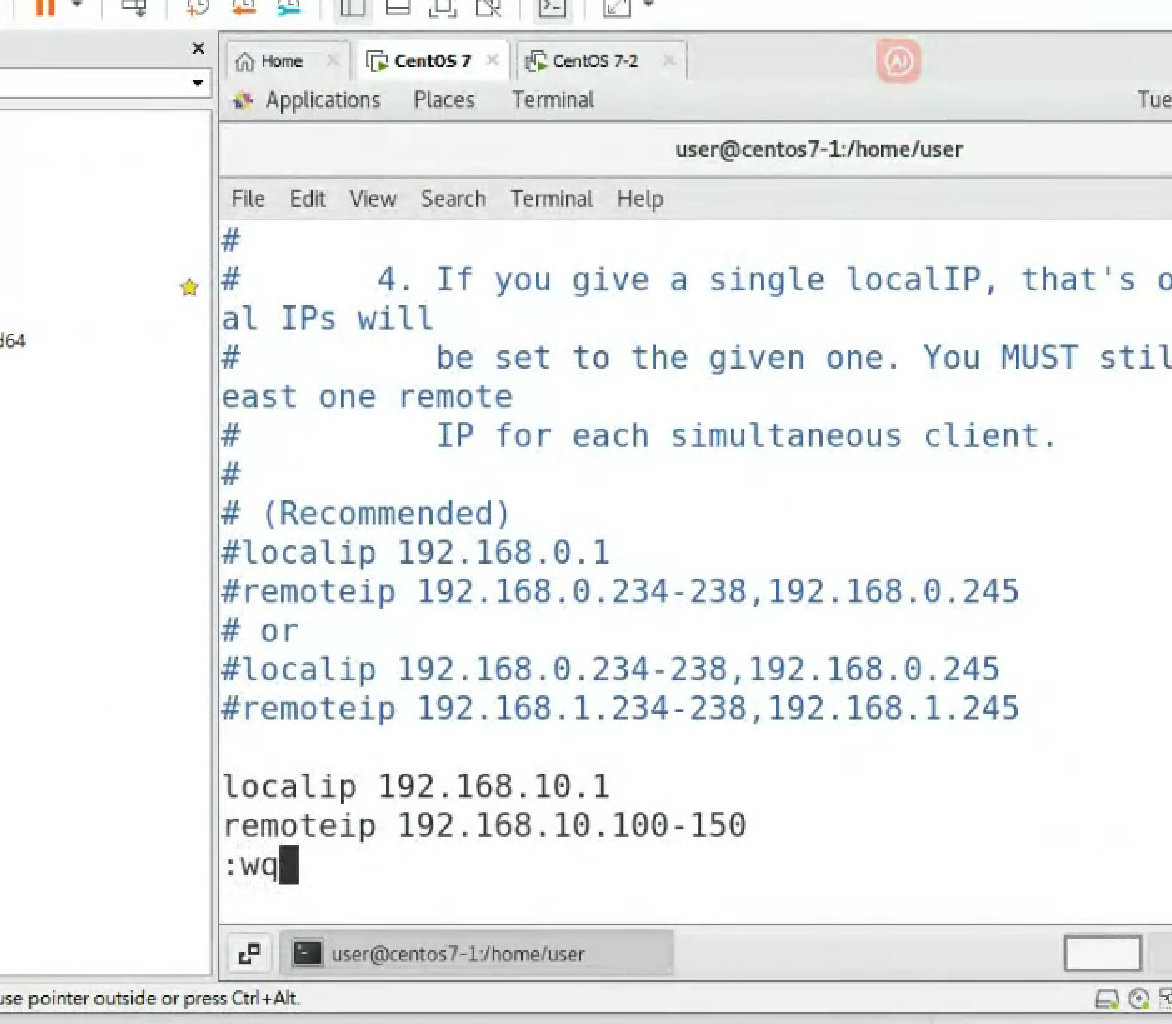 Home
CentOS 7
CentOS 7-2
AI
Applications Places Terminal
Tue
user@centos7-1:/home/user
File Edit View Search Terminal Help
#
# 4. If you give a single localIP, that's o
al IPs will
# be set to the given one. You MUST stil
east one remote
# IP for each simultaneous client.
#
# (Recommended)
#localip 192.168.0.1
#remoteip 192.168.0.234-238,192.168.0.245
# or
#localip 192.168.0.234-238,192.168.0.245
#remoteip 192.168.1.234-238,192.168.1.245
localip 192.168.10.1
remoteip 192.168.10.100-150
:wq
d64
user@centos7-1:/home/user
use pointer outside or press Ctrl+Alt.